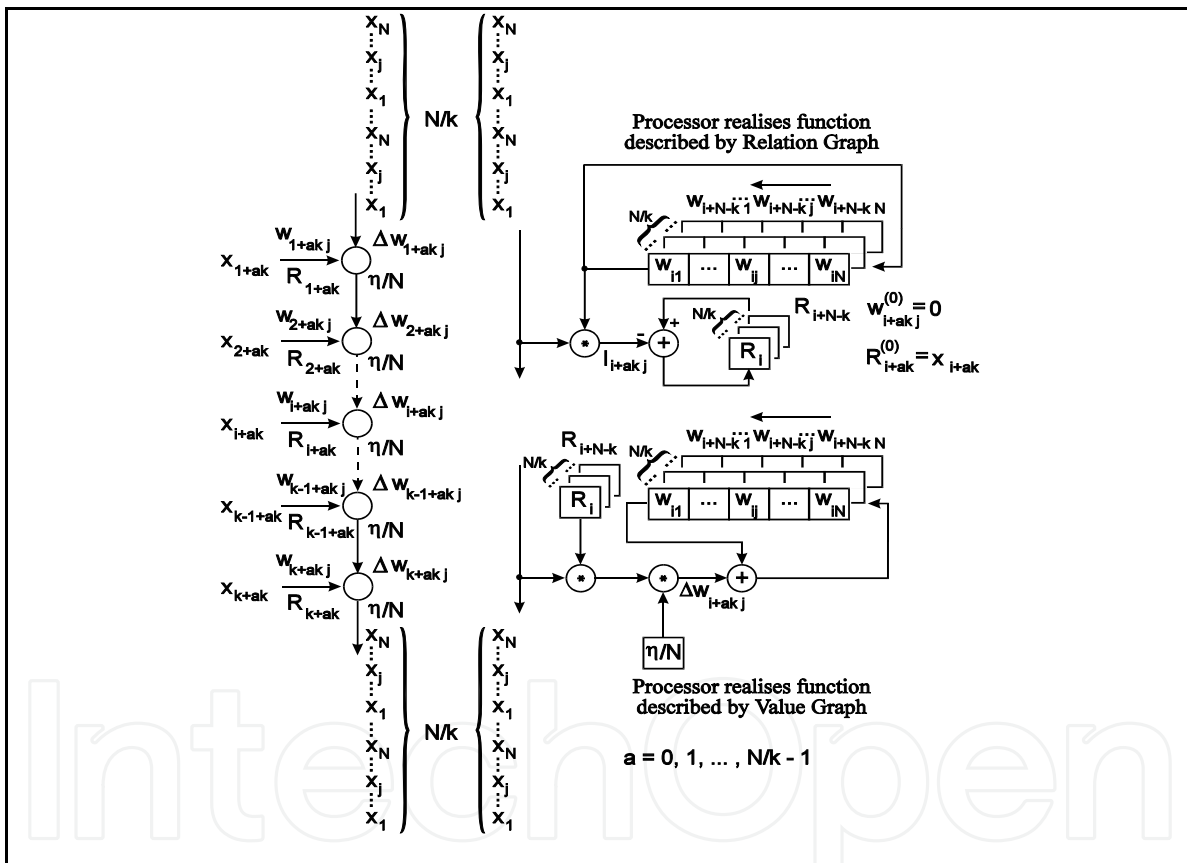 x_N
x_j
x_1
x_N
x_j
x_1
N/k
x_N
x_j
x_1
x_N
x_j
x_1
x_{1+ak}
w_{1+ak j}
R_{1+ak}
Δw_{1+ak j}
η/N
x_{2+ak}
w_{2+ak j}
R_{2+ak}
Δw_{2+ak j}
η/N
x_{i+ak}
w_{i+ak j}
R_{i+ak}
Δw_{i+ak j}
η/N
x_{k-1+ak}
w_{k-1+ak j}
R_{k-1+ak}
Δw_{k-1+ak j}
η/N
x_{k+ak}
w_{k+ak j}
R_{k+ak}
Δw_{k+ak j}
η/N
x_N
x_j
x_1
x_N
x_j
x_1
N/k
x_N
x_j
x_1
x_N
x_j
x_1
Processor realises function
described by Relation Graph
w_{i+N-k 1} ... w_{i+N-k j} ... w_{i+N-k N}
N/k
w_{i1} ... w_{ij} ... w_{iN}
* I_{i+ak j} - + +
N/k
R_{i+N-k}
R_i
w_{i+ak j}^{(0)} = 0
R_{i+ak}^{(0)} = x_{i+ak}
w_{i+N-k 1} ... w_{i+N-k j} ... w_{i+N-k N}
R_{i+N-k}
N/k
R_i
N/k
w_{i1} ... w_{ij} ... w_{iN}
* * Δw_{i+ak j} +
η/N
Processor realises function
described by Value Graph
a = 0, 1, ... , N/k - 1
IntechOpen